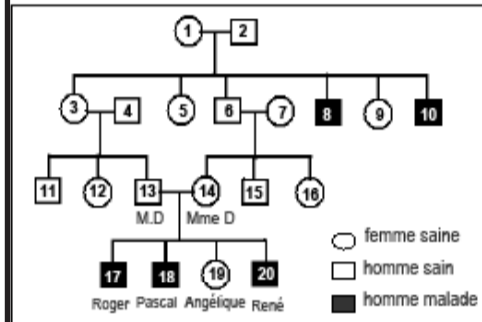 1 2
3 4 5 6 7 8 9 10
11 12 13 14 15 16
M.D Mme D
17 18 19 20
Roger Pascal Angélique René
femme saine
homme sain
homme malade